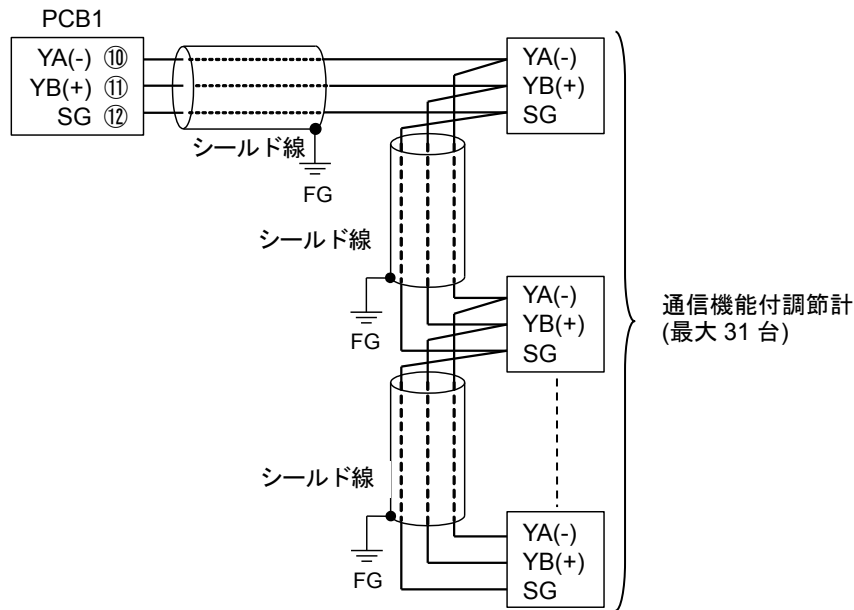 PCB1
YA(-) ⑩
YB(+) ⑪
SG ⑫
シールド線
FG
YA(-)
YB(+)
SG
シールド線
FG
YA(-)
YB(+)
SG
通信機能付調節計
(最大 31 台)
シールド線
FG
YA(-)
YB(+)
SG